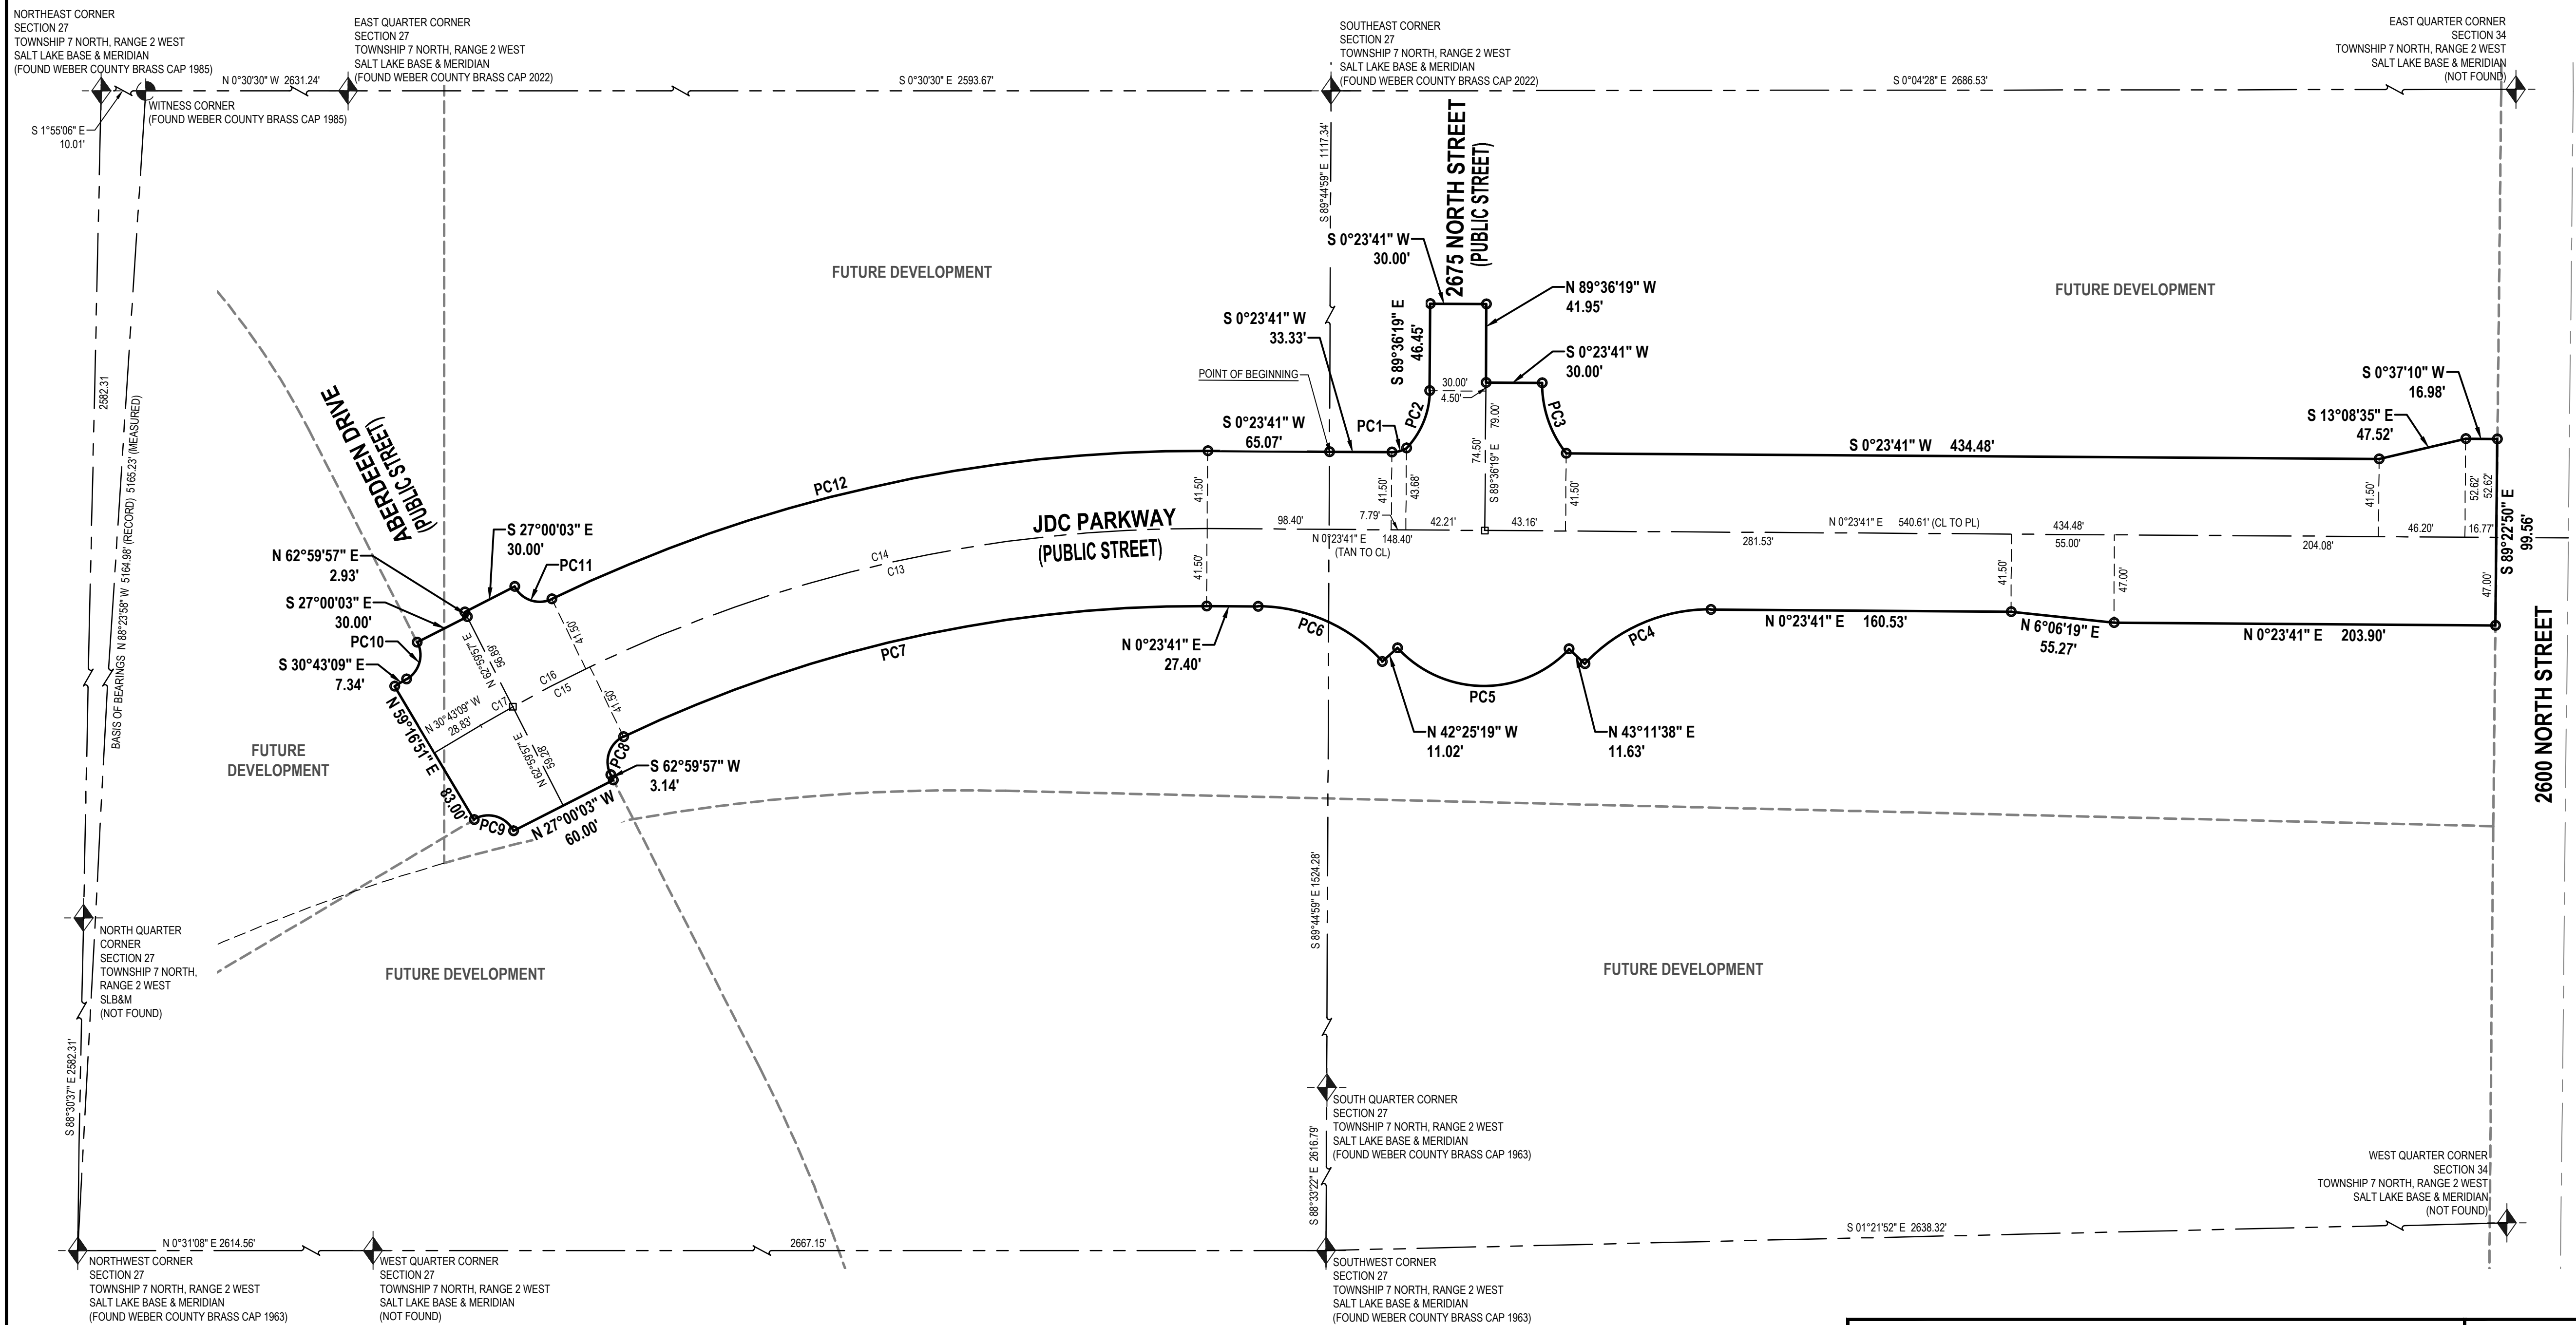 NORTHEAST CORNER
SECTION 27
TOWNSHIP 7 NORTH, RANGE 2 WEST
SALT LAKE BASE & MERIDIAN
(FOUND WEBER COUNTY BRASS CAP 1985)
EAST QUARTER CORNER
SECTION 27
TOWNSHIP 7 NORTH, RANGE 2 WEST
SALT LAKE BASE & MERIDIAN
(FOUND WEBER COUNTY BRASS CAP 2022)
SOUTHEAST CORNER
SECTION 27
TOWNSHIP 7 NORTH, RANGE 2 WEST
SALT LAKE BASE & MERIDIAN
(FOUND WEBER COUNTY BRASS CAP 2022)
EAST QUARTER CORNER
SECTION 34
TOWNSHIP 7 NORTH, RANGE 2 WEST
SALT LAKE BASE & MERIDIAN
(NOT FOUND)
N 0°30'30" W 2631.24'
S 0°30'30" E 2593.67'
S 0°04'28" E 2686.53'
WITNESS CORNER
(FOUND WEBER COUNTY BRASS CAP 1985)
S 1°55'06" E
10.01'
2582.31
BASIS OF BEARINGS N 88°23'58" W 5164.98' (RECORD) 5165.23' (MEASURED)
S 89°44'59" E 1117.34'
2675 NORTH STREET
(PUBLIC STREET)
FUTURE DEVELOPMENT
FUTURE DEVELOPMENT
S 0°23'41" W
30.00'
N 89°36'19" W
41.95'
S 0°23'41" W
33.33'
S 89°36'19" E
46.45'
S 0°23'41" W
30.00'
POINT OF BEGINNING
30.00'
4.50'
PC1
PC2
PC3
S 0°23'41" W
65.07'
S 0°37'10" W
16.98'
S 13°08'35" E
47.52'
S 0°23'41" W 434.48'
74.50'
79.00'
S 89°36'19" E
41.50'
41.50'
43.68'
41.50'
41.50'
52.62'
52.62'
S 89°22'50" E
99.56'
ABERDEEN DRIVE
(PUBLIC STREET)
PC12
JDC PARKWAY
(PUBLIC STREET)
98.40'
7.79'
42.21'
43.16'
N 0°23'41" E 148.40'
(TAN TO CL)
N 0°23'41" E 540.61' (CL TO PL)
434.48'
46.20'
16.77'
281.53'
55.00'
204.08'
C14
C13
41.50'
41.50'
47.00'
47.00'
S 27°00'03" E
30.00'
N 62°59'57" E
2.93'
PC11
S 27°00'03" E
30.00'
PC10
S 30°43'09" E
7.34'
N 62°59'57" E
56.89'
41.50'
41.50'
C16
C15
C17
N 30°43'09" W
28.83'
N 62°59'57" E
59.28'
N 59°16'51" E
83.00'
PC9
N 27°00'03" W
60.00'
PC8
S 62°59'57" W
3.14'
PC7
N 0°23'41" E
27.40'
PC6
PC5
PC4
N 42°25'19" W
11.02'
N 43°11'38" E
11.63'
N 0°23'41" E 160.53'
N 6°06'19" E
55.27'
N 0°23'41" E 203.90'
2600 NORTH STREET
FUTURE
DEVELOPMENT
FUTURE DEVELOPMENT
FUTURE DEVELOPMENT
NORTH QUARTER
CORNER
SECTION 27
TOWNSHIP 7 NORTH,
RANGE 2 WEST
SLB&M
(NOT FOUND)
S 88°30'37" E 2582.31'
S 89°44'59" E 1524.28'
SOUTH QUARTER CORNER
SECTION 27
TOWNSHIP 7 NORTH, RANGE 2 WEST
SALT LAKE BASE & MERIDIAN
(FOUND WEBER COUNTY BRASS CAP 1963)
S 88°33'22" E 2616.79'
WEST QUARTER CORNER
SECTION 34
TOWNSHIP 7 NORTH, RANGE 2 WEST
SALT LAKE BASE & MERIDIAN
(NOT FOUND)
N 0°31'08" E 2614.56'
2667.15'
S 01°21'52" E 2638.32'
NORTHWEST CORNER
SECTION 27
TOWNSHIP 7 NORTH, RANGE 2 WEST
SALT LAKE BASE & MERIDIAN
(FOUND WEBER COUNTY BRASS CAP 1963)
WEST QUARTER CORNER
SECTION 27
TOWNSHIP 7 NORTH, RANGE 2 WEST
SALT LAKE BASE & MERIDIAN
(NOT FOUND)
SOUTHWEST CORNER
SECTION 27
TOWNSHIP 7 NORTH, RANGE 2 WEST
SALT LAKE BASE & MERIDIAN
(FOUND WEBER COUNTY BRASS CAP 1963)